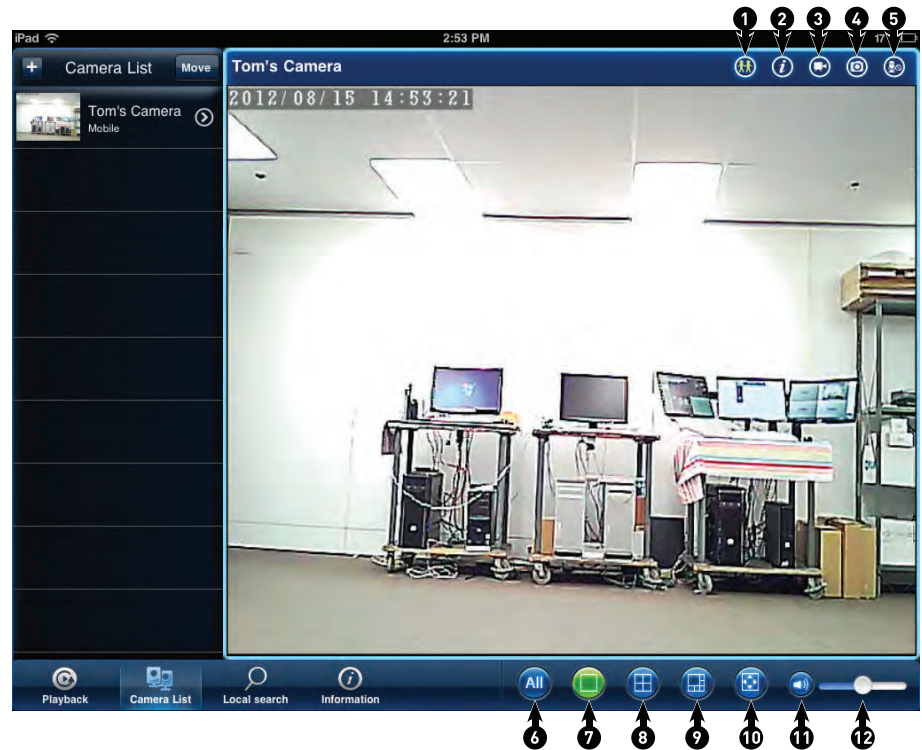 1 2 3 4 5
iPad 2:53 PM 17
+ Camera List Move Tom's Camera
2012/08/15 14:53:21
Tom's Camera
Mobile
Playback Camera List Local search Information All
6 7 8 9 10 11 12